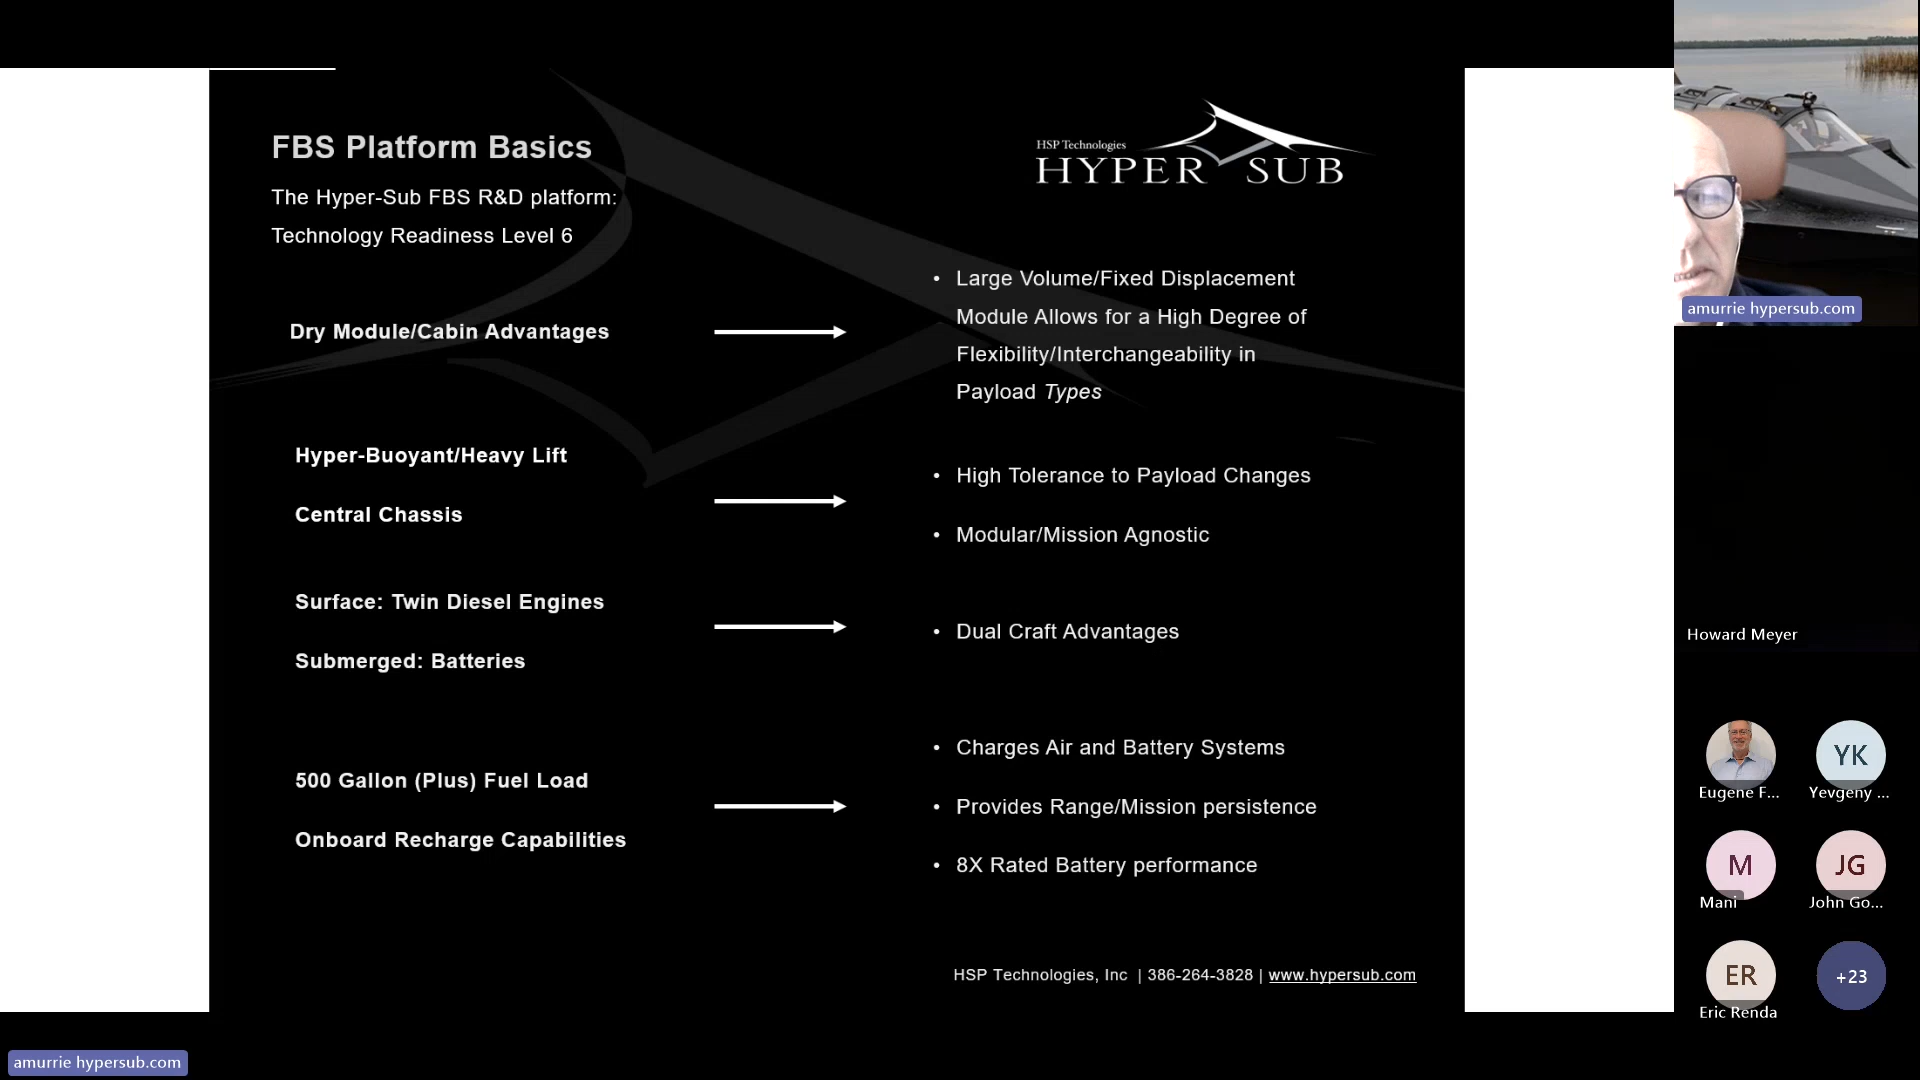 FBS Platform Basics
The Hyper-Sub FBS R&D platform:
Technology Readiness Level 6
HSP Technologies
HYPER SUB
Dry Module/Cabin Advantages
• Large Volume/Fixed Displacement
Module Allows for a High Degree of
Flexibility/Interchangeability in
Payload Types
Hyper-Buoyant/Heavy Lift
Central Chassis
• High Tolerance to Payload Changes
• Modular/Mission Agnostic
Surface: Twin Diesel Engines
Submerged: Batteries
• Dual Craft Advantages
500 Gallon (Plus) Fuel Load
Onboard Recharge Capabilities
• Charges Air and Battery Systems
• Provides Range/Mission persistence
• 8X Rated Battery performance
HSP Technologies, Inc | 386-264-3828 | www.hypersub.com
amurrie hypersub.com
amurrie hypersub.com
Howard Meyer
Eugene F...
YK
Yevgeny ...
M
Mani
JG
John Go...
ER
Eric Renda
+23